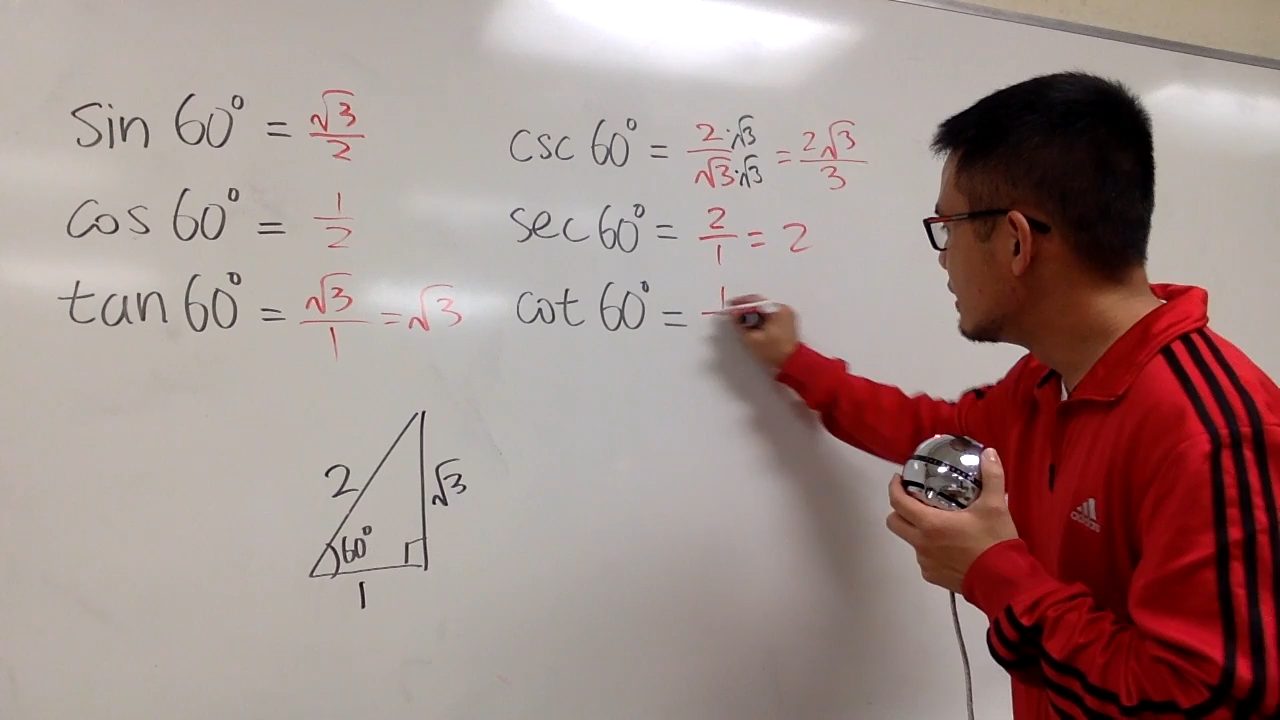 sin 60° = √3/2
cos 60° = 1/2
tan 60° = √3/1 = √3
csc 60° = 2·√3/√3·√3 = 2√3/3
sec 60° = 2/1 = 2
cot 60° = 1
2
√3
60°
1
adidas